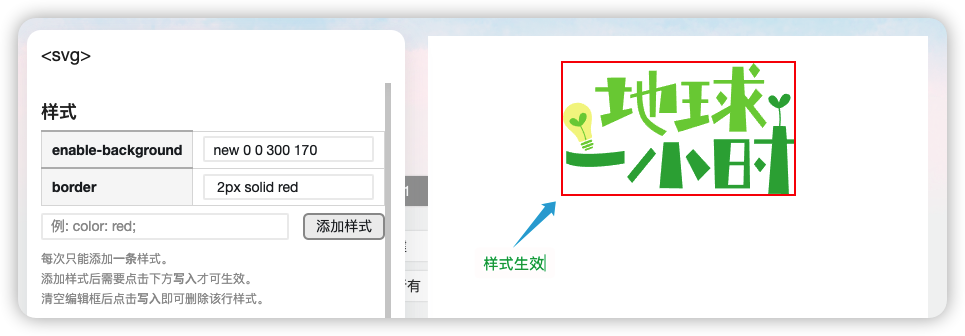 <svg>
样式
enable-background new 0 0 300 170
border 2px solid red
例: color: red; 添加样式
每次只能添加一条样式。
添加样式后需要点击下方写入才可生效。
清空编辑框后点击写入即可删除该行样式。
1
所有
地球
一小时
样式生效